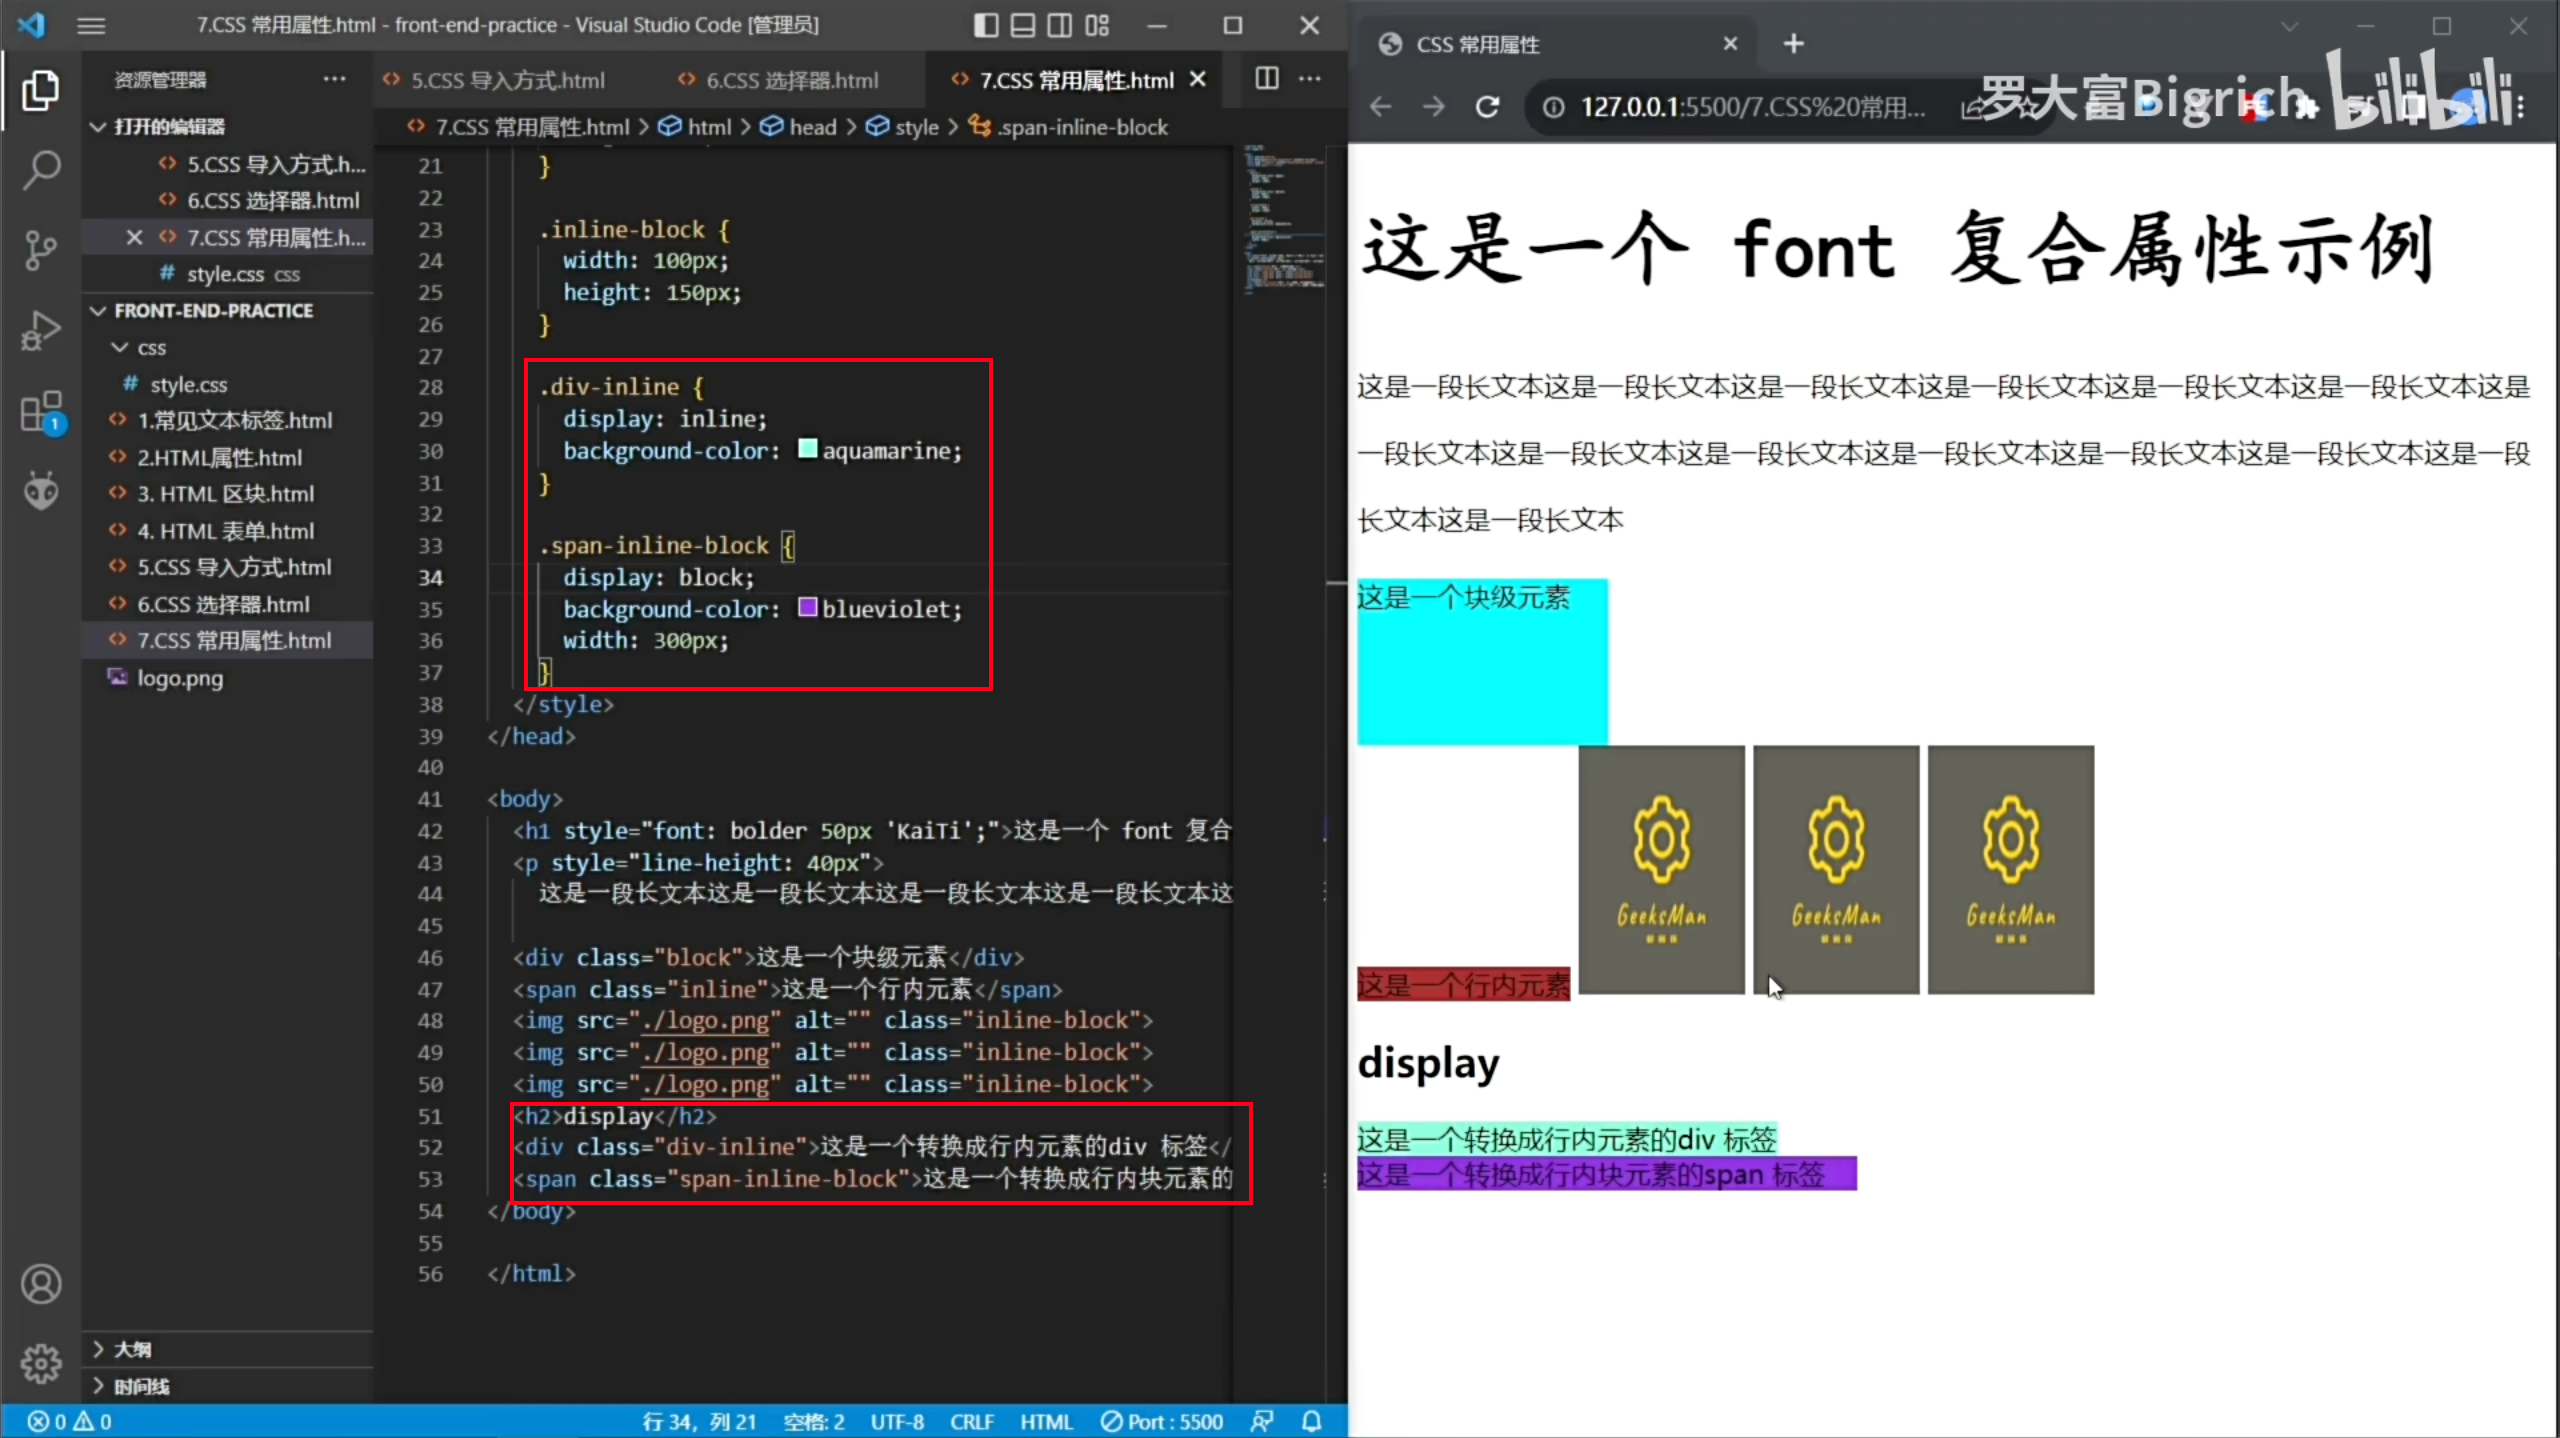 7.CSS 常用属性.html - front-end-practice - Visual Studio Code [管理员]
资源管理器
5.CSS 导入方式.html
6.CSS 选择器.html
7.CSS 常用属性.html
打开的编辑器
7.CSS 常用属性.html > html > head > style > .span-inline-block
5.CSS 导入方式.h...
6.CSS 选择器.html
7.CSS 常用属性.h...
style.css css
FRONT-END-PRACTICE
css
style.css
1.常见文本标签.html
2.HTML属性.html
3. HTML 区块.html
4. HTML 表单.html
5.CSS 导入方式.html
6.CSS 选择器.html
7.CSS 常用属性.html
logo.png
1
大纲
时间线
21 }
22
23 .inline-block {
24 width: 100px;
25 height: 150px;
26 }
27
28 .div-inline {
29 display: inline;
30 background-color: aquamarine;
31 }
32
33 .span-inline-block {
34 display: block;
35 background-color: blueviolet;
36 width: 300px;
37 }
38 </style>
39 </head>
40
41 <body>
42 <h1 style="font: bolder 50px 'KaiTi';">这是一个 font 复合
43 <p style="line-height: 40px">
44 这是一段长文本这是一段长文本这是一段长文本这是一段长文本这
45
46 <div class="block">这是一个块级元素</div>
47 <span class="inline">这是一个行内元素</span>
48 <img src="./logo.png" alt="" class="inline-block">
49 <img src="./logo.png" alt="" class="inline-block">
50 <img src="./logo.png" alt="" class="inline-block">
51 <h2>display</h2>
52 <div class="div-inline">这是一个转换成行内元素的div 标签</
53 <span class="span-inline-block">这是一个转换成行内块元素的
54 </body>
55
56 </html>
0 0
行 34, 列 21 空格: 2 UTF-8 CRLF HTML Port : 5500
CSS 常用属性
127.0.0.1:5500/7.CSS%20常用...
罗大富Bigrich bilibili
这是一个 font 复合属性示例
这是一段长文本这是一段长文本这是一段长文本这是一段长文本这是一段长文本这是一段长文本这是
一段长文本这是一段长文本这是一段长文本这是一段长文本这是一段长文本这是一段长文本这是一段
长文本这是一段长文本
这是一个块级元素
GeeksMan
GeeksMan
GeeksMan
这是一个行内元素
display
这是一个转换成行内元素的div 标签
这是一个转换成行内块元素的span 标签